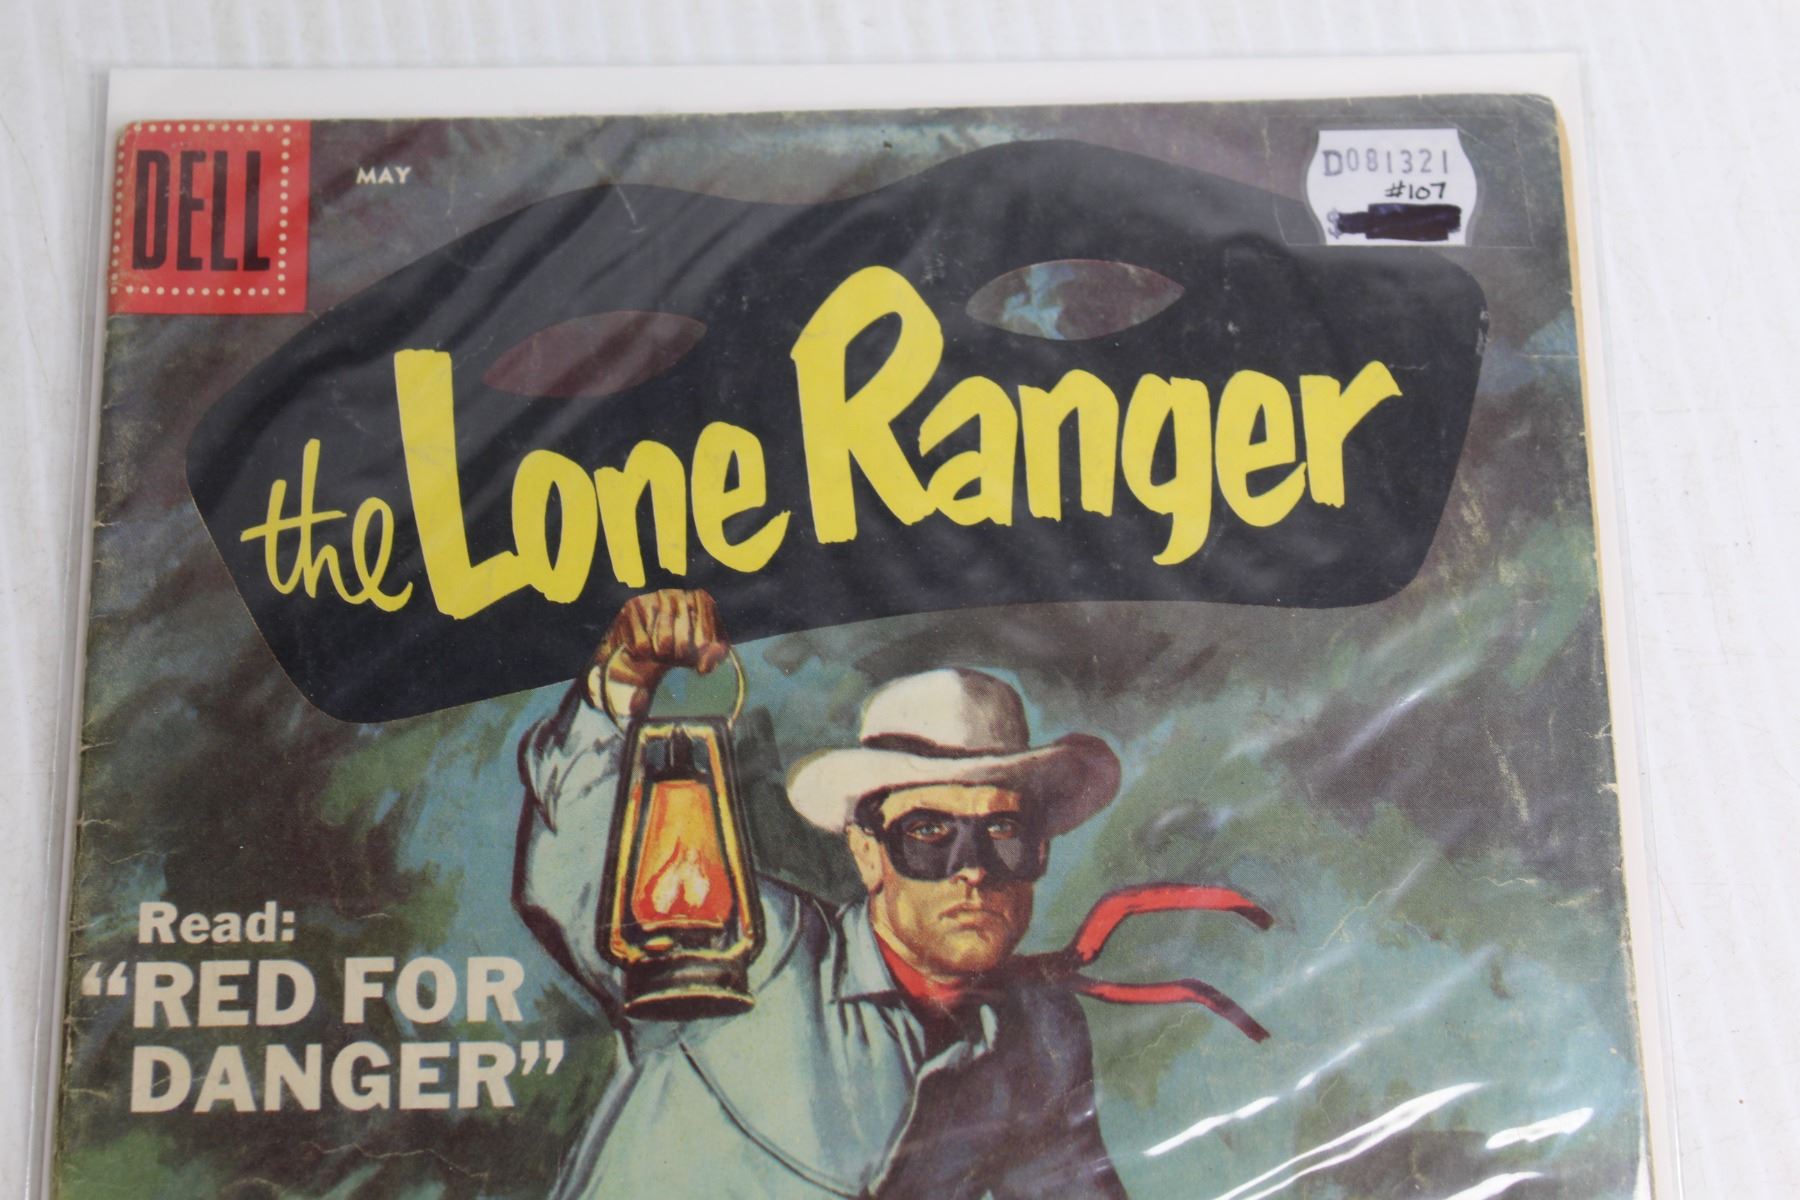 DELL
MAY
D081321
#107
$
the Lone Ranger
Read:
“RED FOR
DANGER”